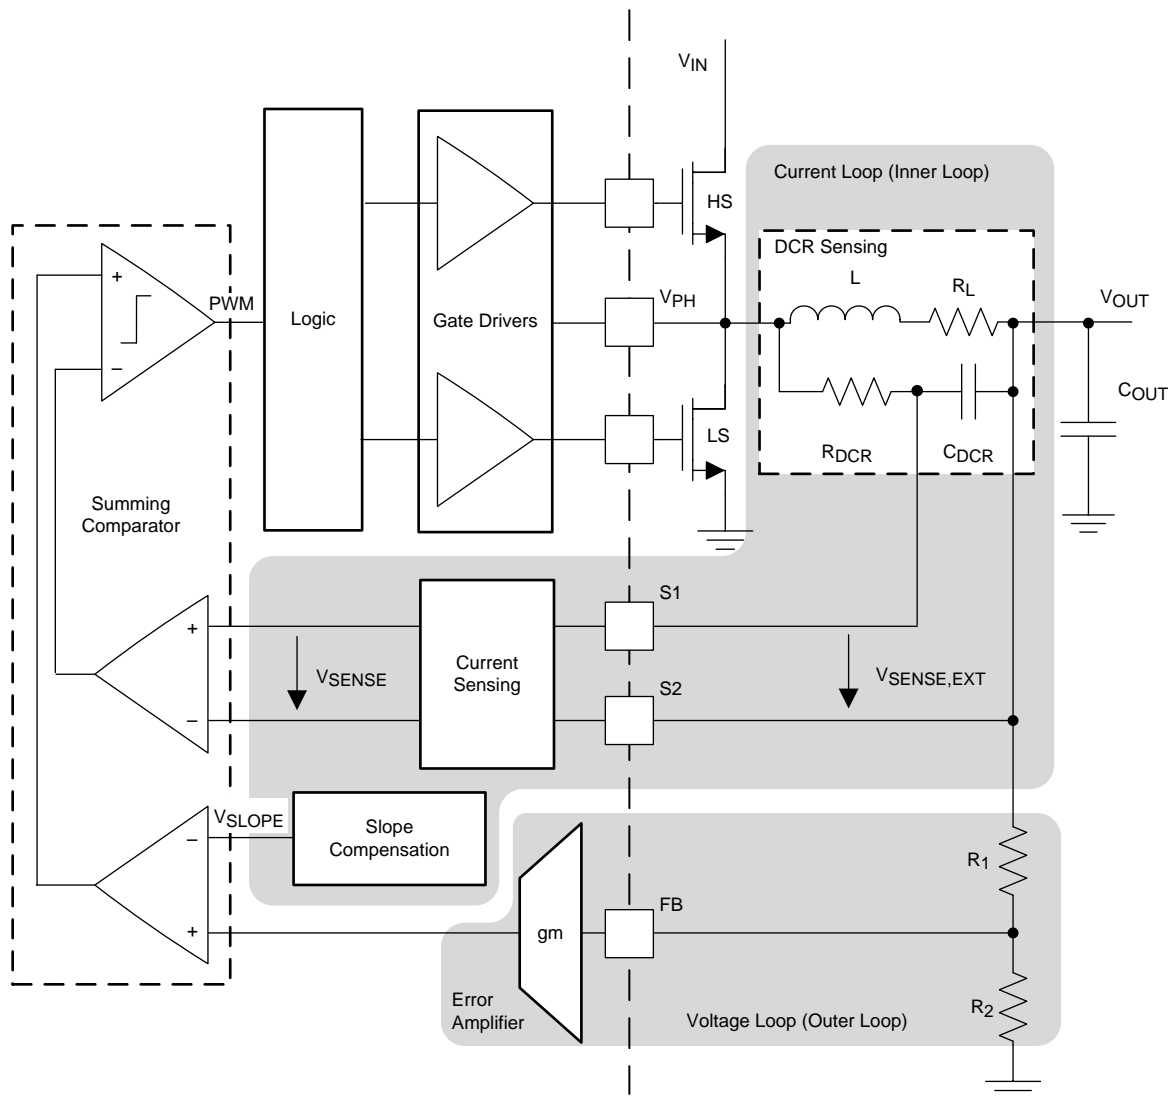 VIN
Current Loop (Inner Loop)
HS
DCR Sensing
L
RL
VOUT
+
PWM
Logic
Gate Drivers
VPH
−
COUT
LS
RDCR
CDCR
Summing
Comparator
S1
+
VSENSE
Current
Sensing
VSENSE,EXT
S2
−
VSLOPE
−
Slope
Compensation
R1
FB
+
gm
Error
Amplifier
Voltage Loop (Outer Loop)
R2